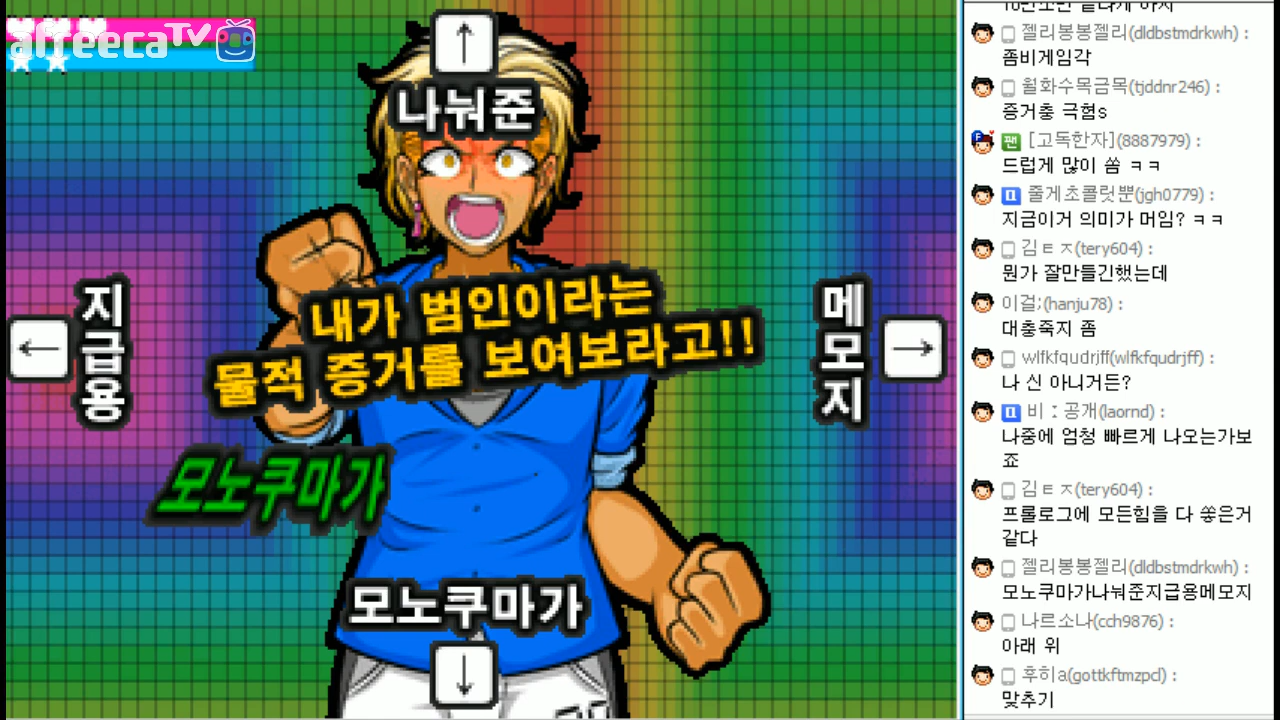 afreecaTV
↑
나눠준
지급용
←
메모지
→
내가 범인이라는
물적 증거를 보여보라고!!
모노쿠마가
모노쿠마가
↓
젤리봉봉젤리(dldbstmdrkwh) :
좀비게임각
월화수목금목(tjddnr246) :
증거충 극혐s
팬 [고독한자](8887979) :
드럽게 많이 쏨 ㅋㅋ
줄게초콜릿뿐(jgh0779) :
지금이거 의미가 머임? ㅋㅋ
김ㅌㅈ(tery604) :
뭔가 잘만들긴했는데
이걸;(hanju78) :
대충죽지 좀
wlfkfqudrjff(wlfkfqudrjff) :
나 신 아니거든?
비：공개(laornd) :
나중에 엄청 빠르게 나오는가보
죠
김ㅌㅈ(tery604) :
프롤로그에 모든힘을 다 쏳은거
같다
젤리봉봉젤리(dldbstmdrkwh) :
모노쿠마가나눠준지급용메모지
나르소나(cch9876) :
아래 위
후히a(gottkftmzpcl) :
맞추기